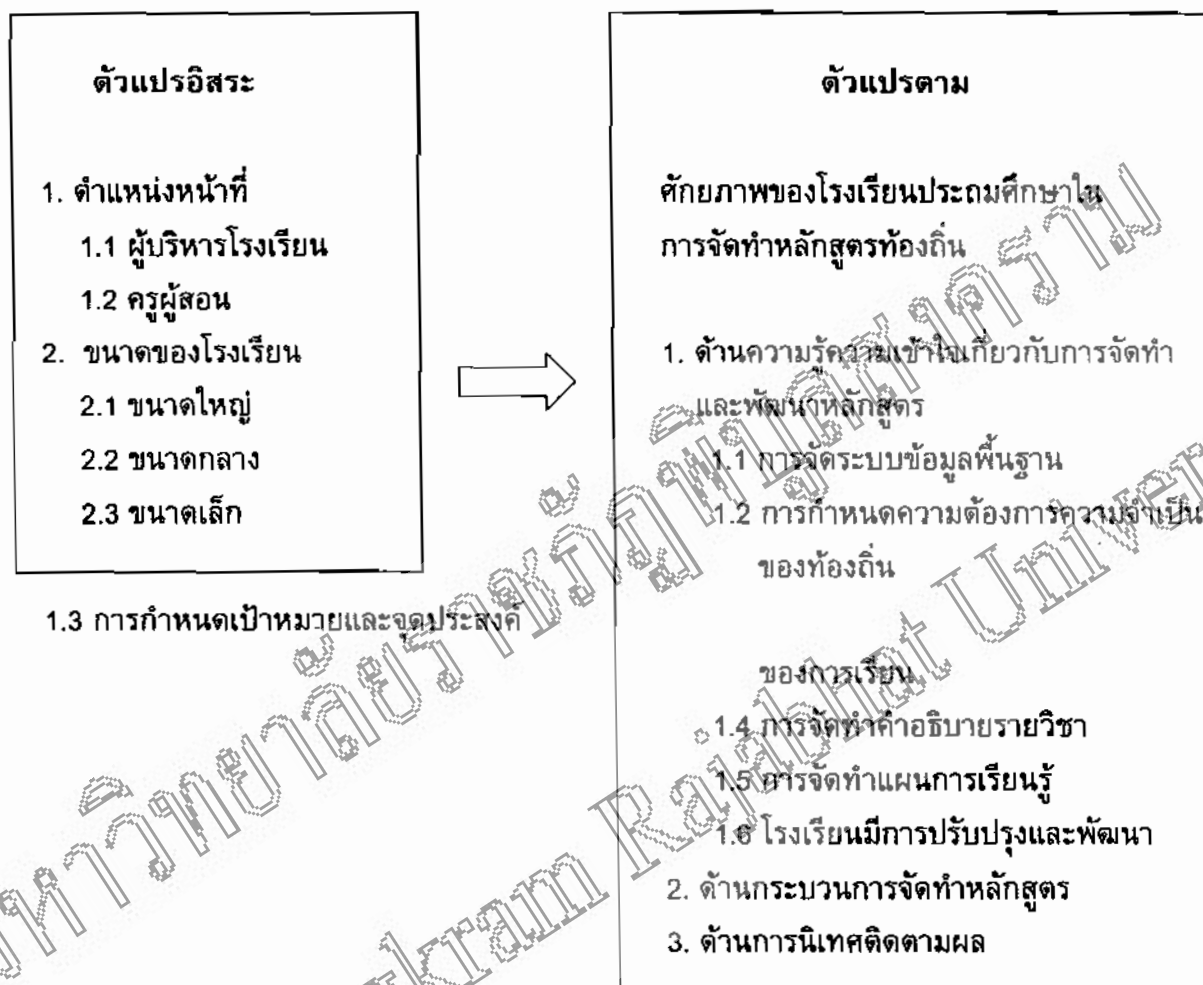 ตัวแปรอิสระ
1. ตำแหน่งหน้าที่
1.1 ผู้บริหารโรงเรียน
1.2 ครูผู้สอน
2. ขนาดของโรงเรียน
2.1 ขนาดใหญ่
2.2 ขนาดกลาง
2.3 ขนาดเล็ก
1.3 การกำหนดเป้าหมายและจุดประสงค์
ตัวแปรตาม
ศักยภาพของโรงเรียนประถมศึกษาใน
การจัดทำหลักสูตรท้องถิ่น
1. ด้านความรู้ความเข้าใจเกี่ยวกับการจัดทำ
และพัฒนาหลักสูตร
1.1 การจัดระบบข้อมูลพื้นฐาน
1.2 การกำหนดความต้องการความจำเป็น
ของท้องถิ่น
ของการเรียน
1.4 การจัดทำคำอธิบายรายวิชา
1.5 การจัดทำแผนการเรียนรู้
1.6 โรงเรียนมีการปรับปรุงและพัฒนา
2. ด้านกระบวนการจัดทำหลักสูตร
3. ด้านการนิเทศติดตามผล
Rajabhat